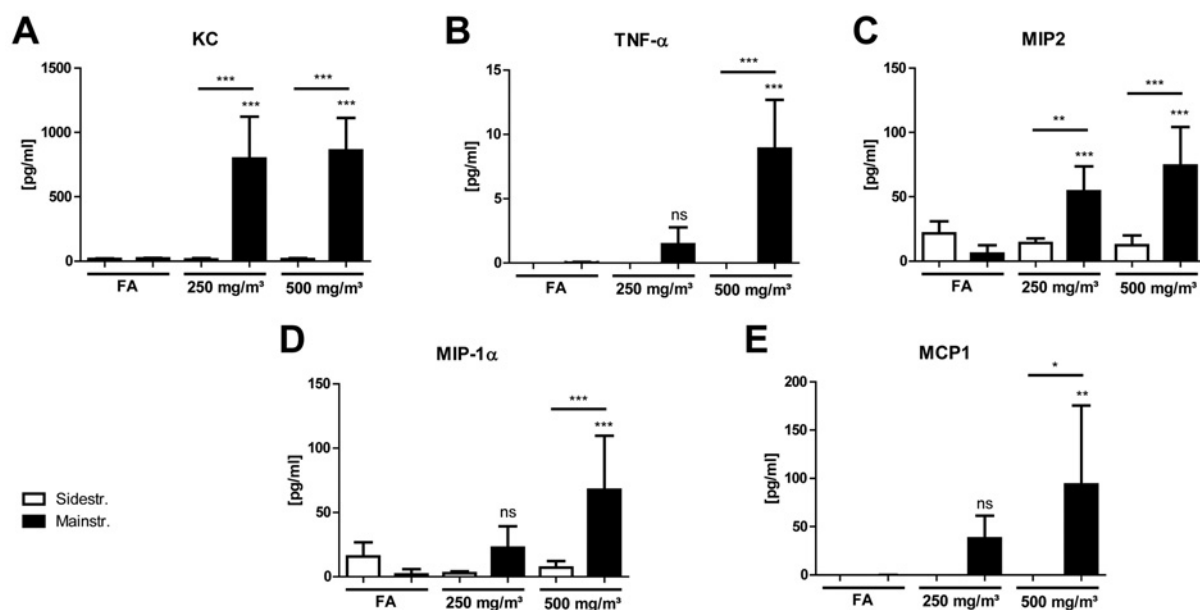 A
KC
[pg/ml]
1500
1000
500
0
***
***
***
***
FA
250 mg/m³
500 mg/m³
B
TNF-α
[pg/ml]
15
10
5
0
ns
***
***
FA
250 mg/m³
500 mg/m³
C
MIP2
[pg/ml]
150
100
50
0
**
***
***
***
FA
250 mg/m³
500 mg/m³
D
MIP-1α
[pg/ml]
150
100
50
0
ns
***
***
FA
250 mg/m³
500 mg/m³
E
MCP1
[pg/ml]
200
150
100
50
0
ns
*
**
FA
250 mg/m³
500 mg/m³
Sidestr.
Mainstr.